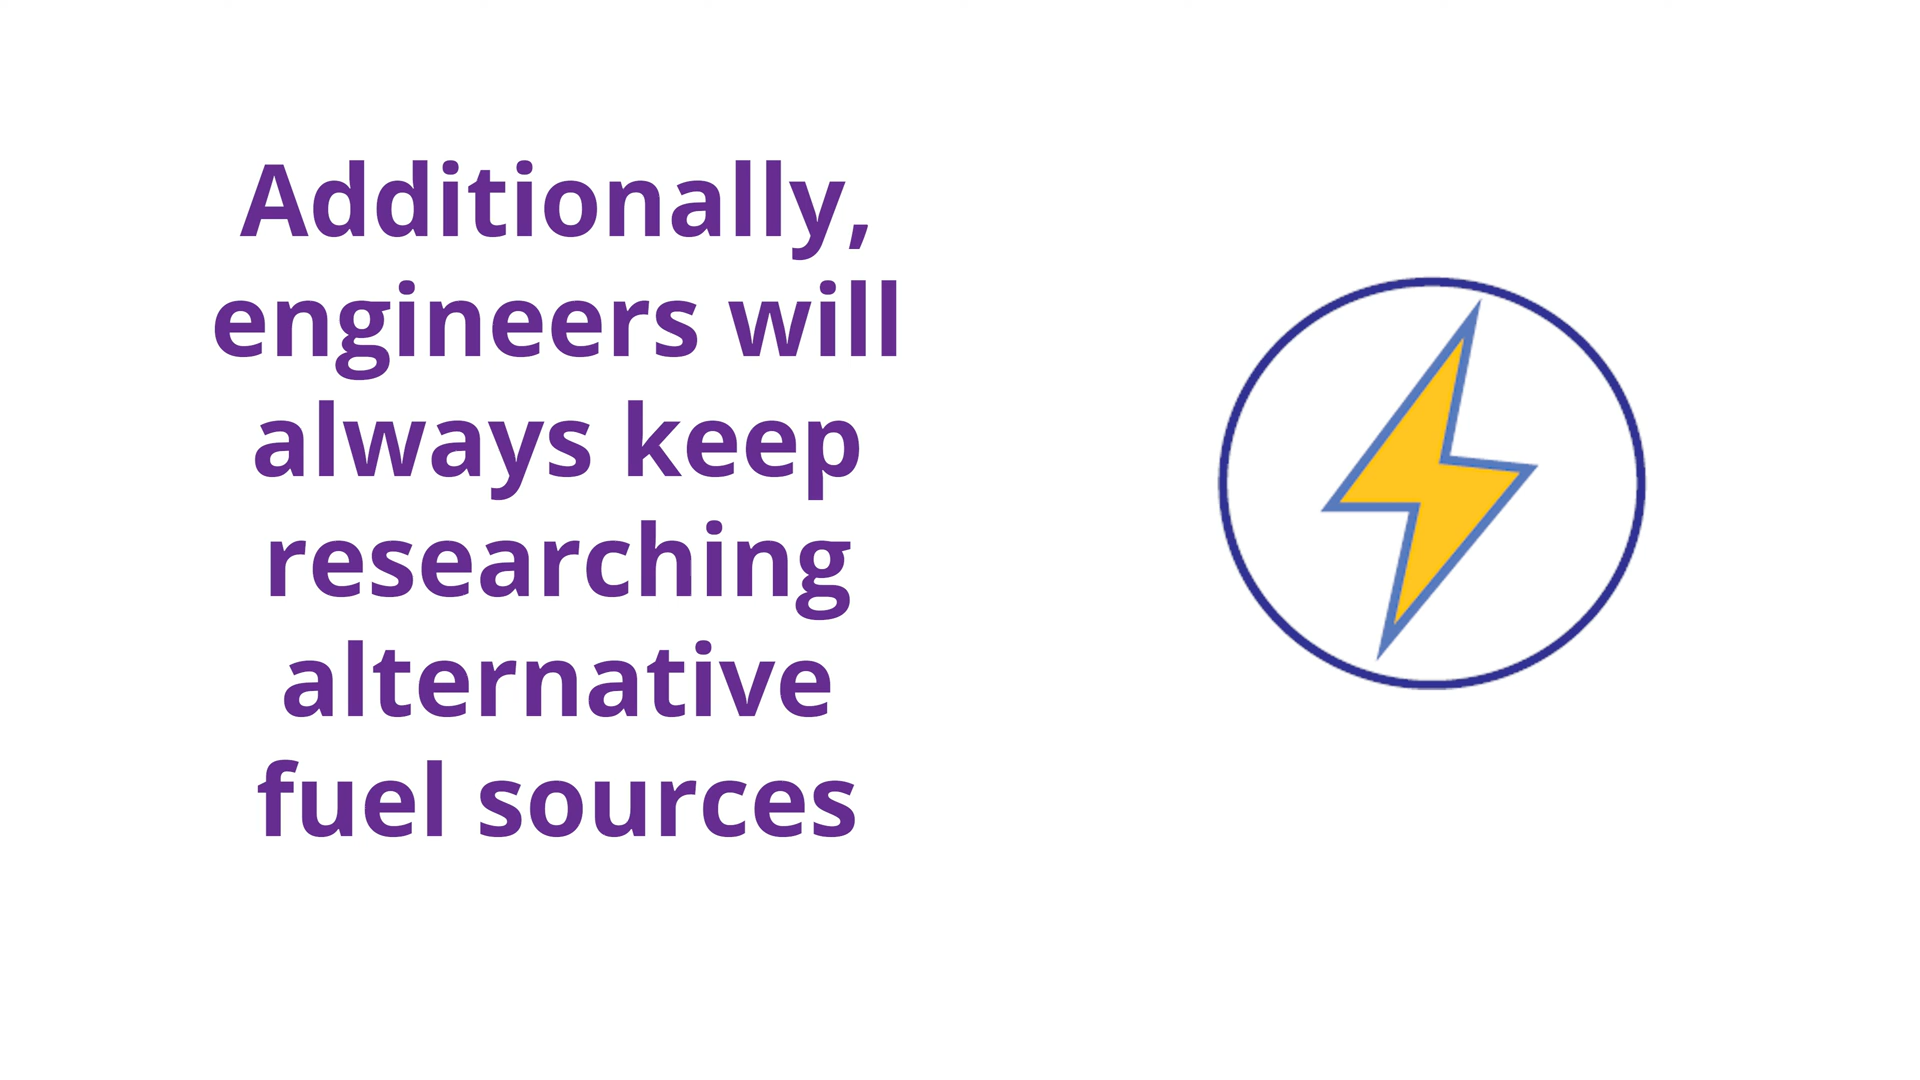 Additionally,
engineers will
always keep
researching
alternative
fuel sources